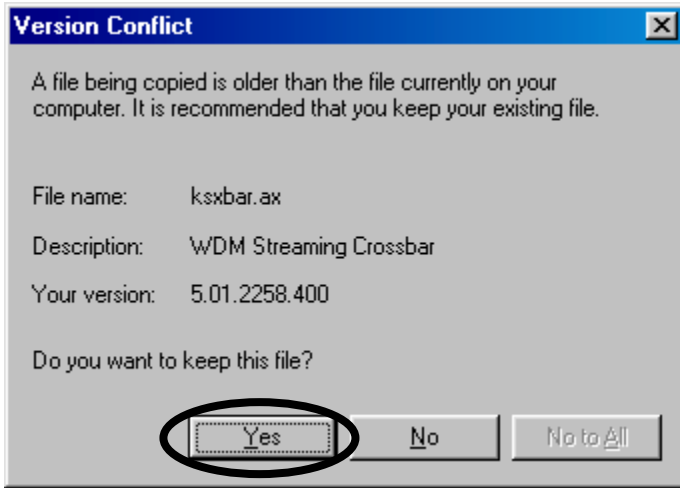 Version Conflict
A file being copied is older than the file currently on your
computer. It is recommended that you keep your existing file.
File name: ksxbar.ax
Description: WDM Streaming Crossbar
Your version: 5.01.2258.400
Do you want to keep this file?
Yes No No to All